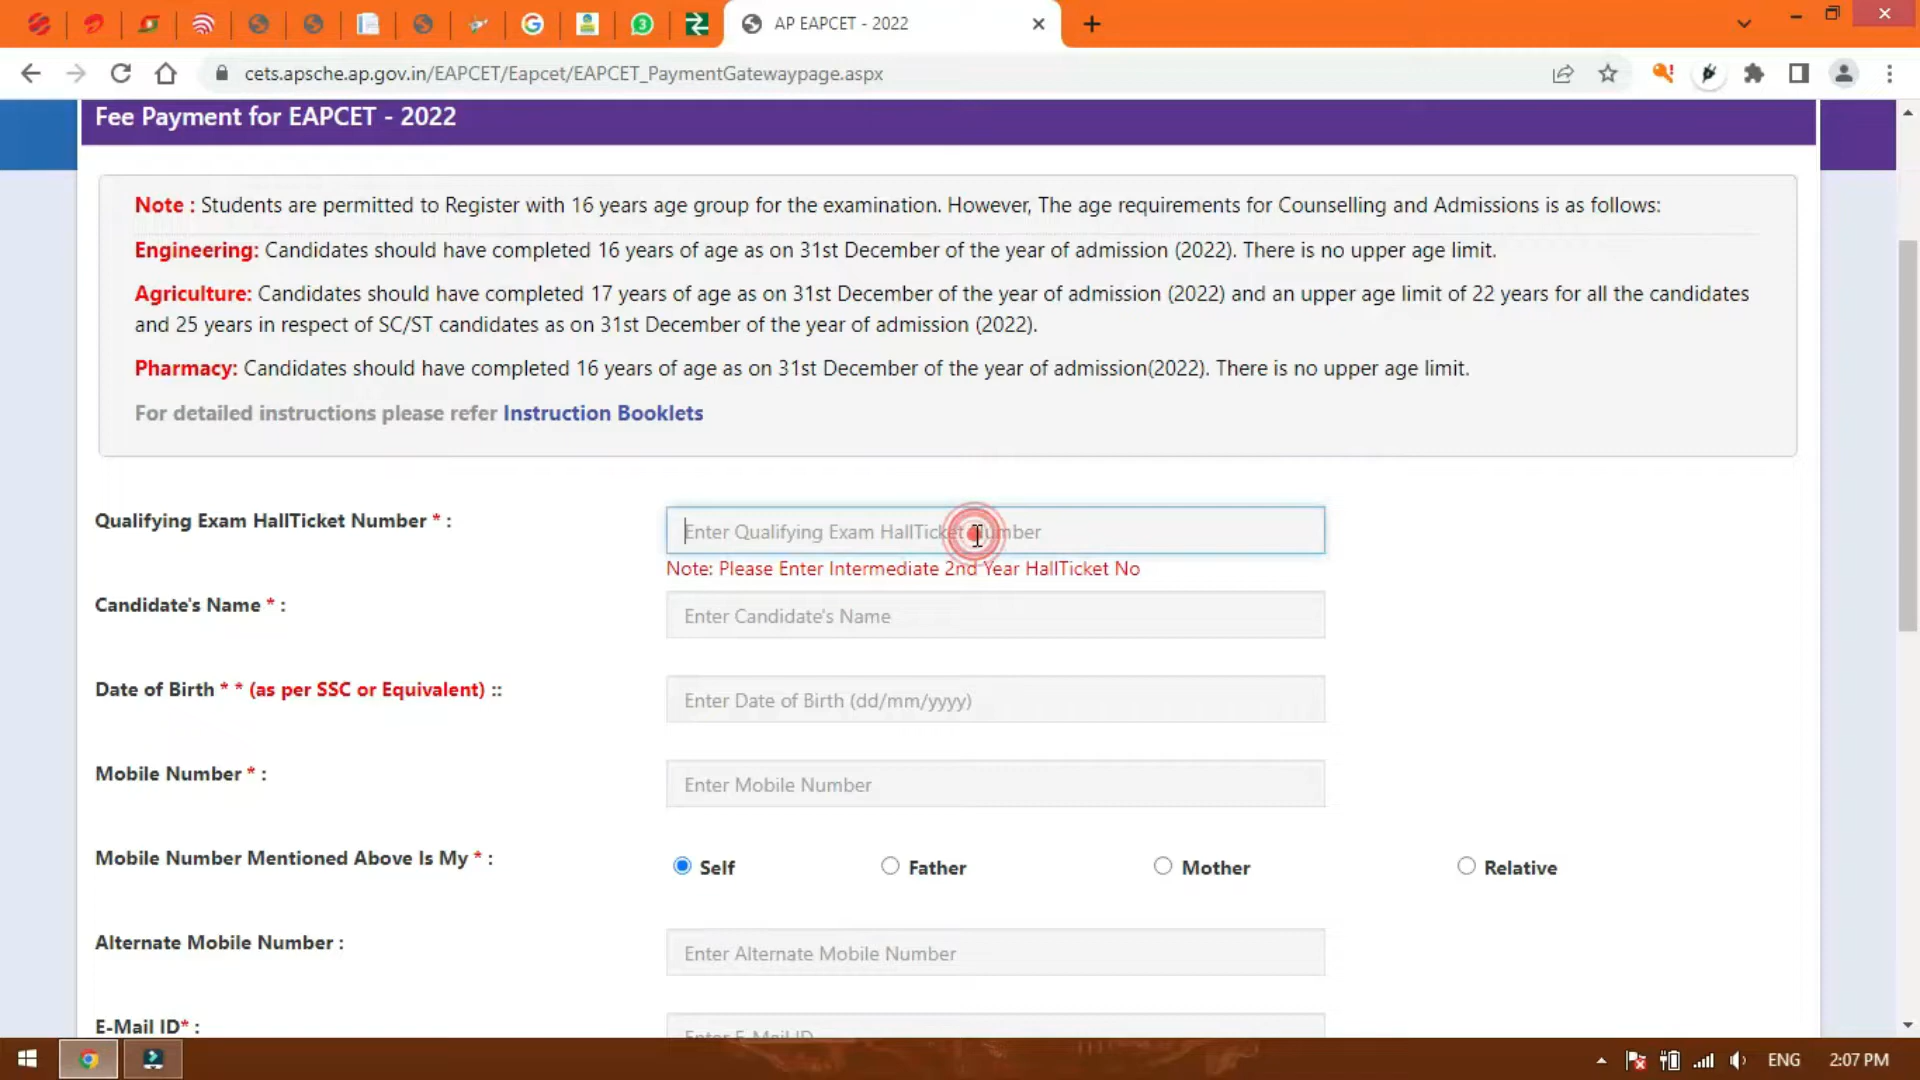 AP EAPCET - 2022
cets.apsche.ap.gov.in/EAPCET/Eapcet/EAPCET_PaymentGatewaypage.aspx
Fee Payment for EAPCET - 2022
Note : Students are permitted to Register with 16 years age group for the examination. However, The age requirements for Counselling and Admissions is as follows:
Engineering: Candidates should have completed 16 years of age as on 31st December of the year of admission (2022). There is no upper age limit.
Agriculture: Candidates should have completed 17 years of age as on 31st December of the year of admission (2022) and an upper age limit of 22 years for all the candidates
and 25 years in respect of SC/ST candidates as on 31st December of the year of admission (2022).
Pharmacy: Candidates should have completed 16 years of age as on 31st December of the year of admission(2022). There is no upper age limit.
For detailed instructions please refer Instruction Booklets
Qualifying Exam HallTicket Number * :
Enter Qualifying Exam HallTicket Number
Note: Please Enter Intermediate 2nd Year HallTicket No
Candidate's Name * :
Enter Candidate's Name
Date of Birth * * (as per SSC or Equivalent) ::
Enter Date of Birth (dd/mm/yyyy)
Mobile Number * :
Enter Mobile Number
Mobile Number Mentioned Above Is My * :
Self Father Mother Relative
Alternate Mobile Number :
Enter Alternate Mobile Number
E-Mail ID* :
Enter E-Mail ID
ENG 2:07 PM